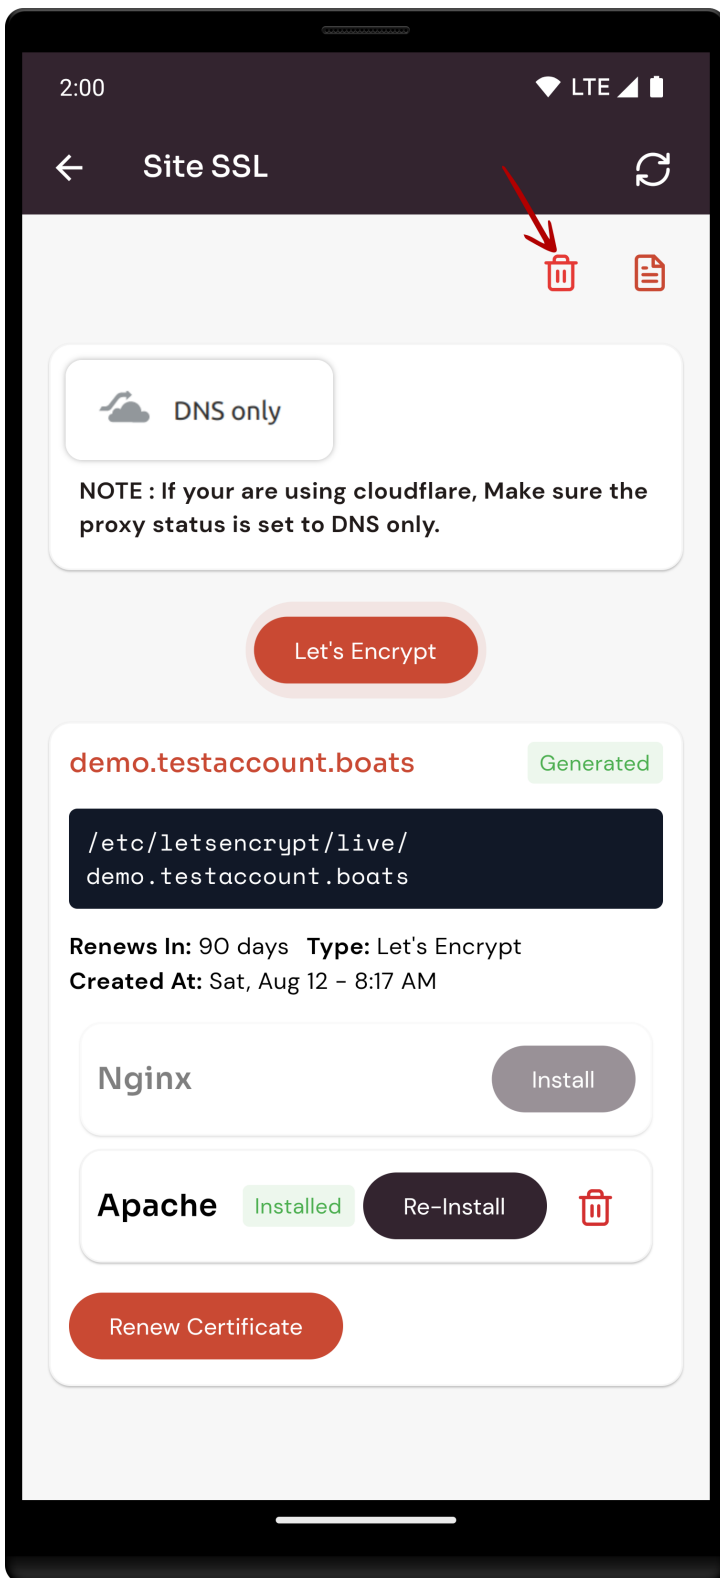 2:00 LTE
Site SSL
DNS only
NOTE : If your are using cloudflare, Make sure the
proxy status is set to DNS only.
Let's Encrypt
demo.testaccount.boats Generated
/etc/letsencrypt/live/
demo.testaccount.boats
Renews In: 90 days Type: Let's Encrypt
Created At: Sat, Aug 12 - 8:17 AM
Nginx Install
Apache Installed Re-Install
Renew Certificate